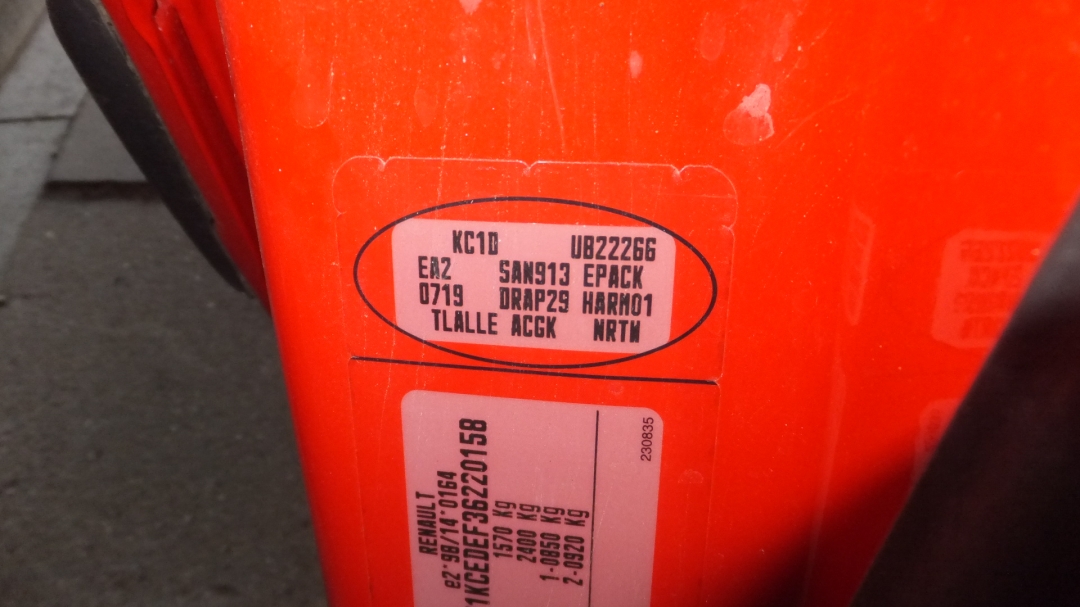 KC1D UB22266
EA2 SAN913 EPACK
0719 DRAP29 HARM01
TLALLE ACGK NRTW
RENAULT
e2*98/14*0164
1KCEDEF36220158
1570 Kg
2400 Kg
1-0850 Kg
2-0920 Kg
230835